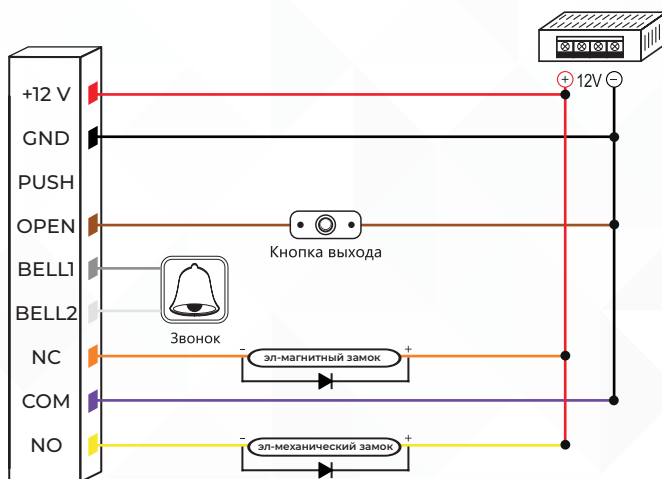 + 12V -
+12 V
GND
PUSH
OPEN
Кнопка выхода
BELL1
BELL2
Звонок
NC
- эл-магнитный замок +
COM
NO
- эл-механический замок +